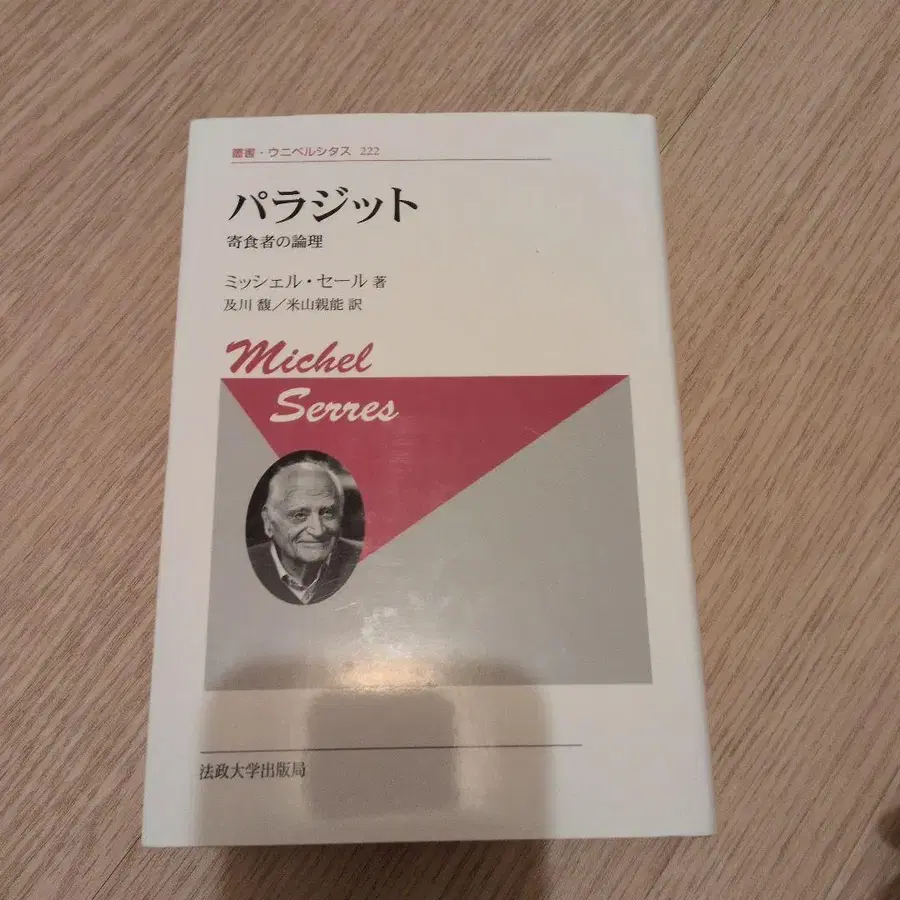 叢書・ウニベルシタス 222
パラジット
寄食者の論理
ミッシェル・セール 著
及川 馥／米山親能 訳
Michel
Serres
法政大学出版局